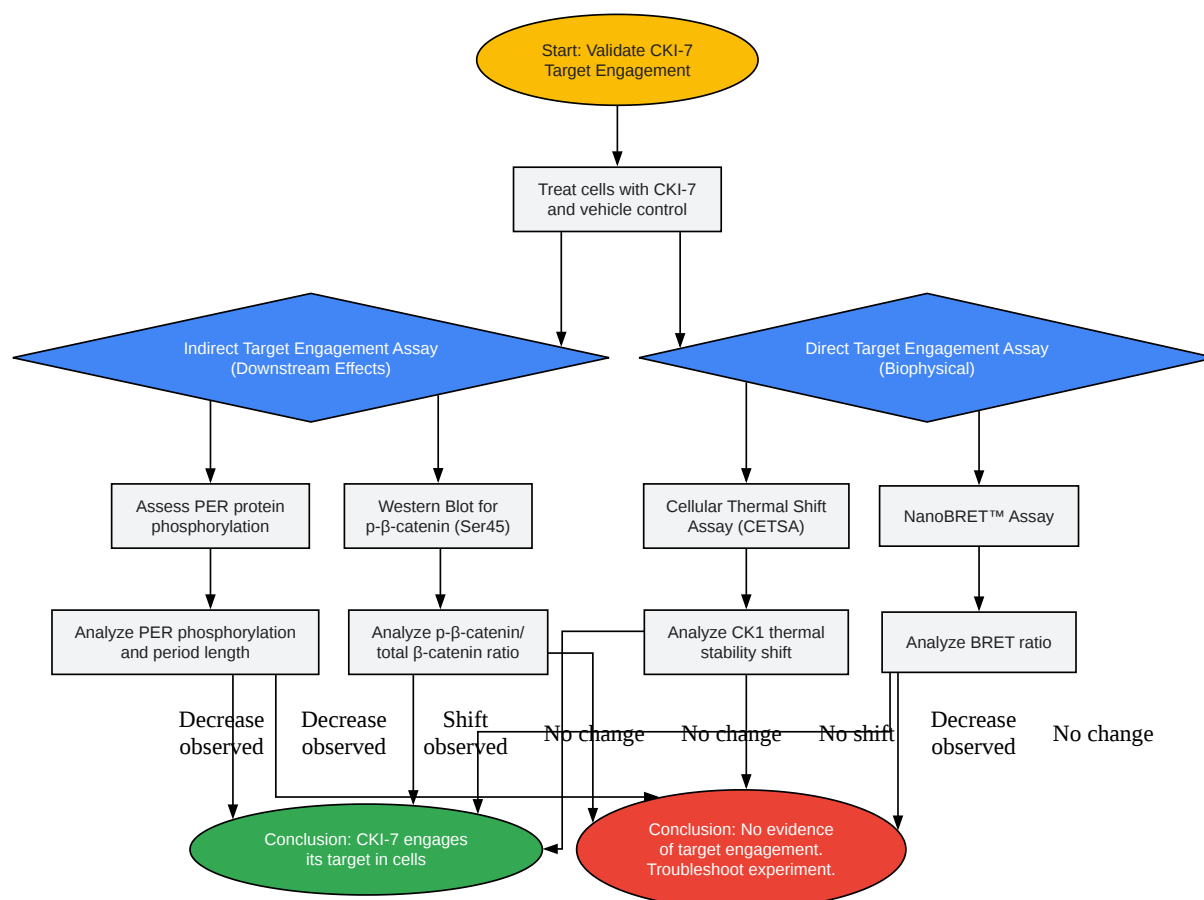 Start: Validate CKI-7
Target Engagement
Treat cells with CKI-7
and vehicle control
Indirect Target Engagement Assay
(Downstream Effects)
Direct Target Engagement Assay
(Biophysical)
Assess PER protein
phosphorylation
Western Blot for
p-β-catenin (Ser45)
Cellular Thermal Shift
Assay (CETSA)
NanoBRET™ Assay
Analyze PER phosphorylation
and period length
Analyze p-β-catenin/
total β-catenin ratio
Analyze CK1 thermal
stability shift
Analyze BRET ratio
Decrease
observed
Decrease
observed
Shift
observed
No change
No change
No shift
Decrease
observed
No change
Conclusion: CKI-7 engages
its target in cells
Conclusion: No evidence
of target engagement.
Troubleshoot experiment.